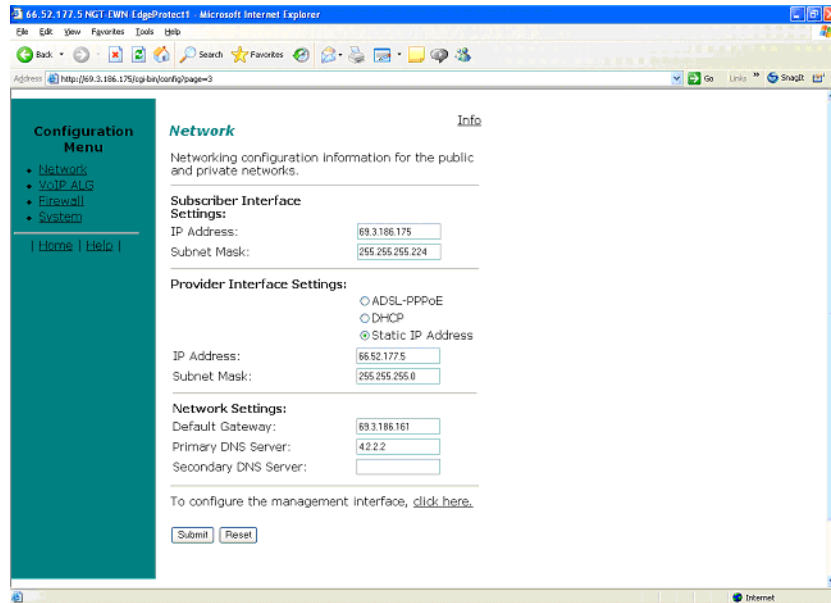 66.52.177.5 NGT-EWN-EdgeProtect1 - Microsoft Internet Explorer
File Edit View Favorites Tools Help
Back Search Favorites
Address http://69.3.186.175/cgi-bin/config?page=3 Go Links » SnagIt
Configuration
Menu
Network
VoIP ALG
Firewall
System
| Home | Help |
Info
Network
Networking configuration information for the public
and private networks.
Subscriber Interface
Settings:
IP Address: 69.3.186.175
Subnet Mask: 255.255.255.224
Provider Interface Settings:
ADSL-PPPoE
DHCP
Static IP Address
IP Address: 66.52.177.5
Subnet Mask: 255.255.255.0
Network Settings:
Default Gateway: 69.3.186.161
Primary DNS Server: 4.2.2.2
Secondary DNS Server:
To configure the management interface, click here.
Submit Reset
Internet